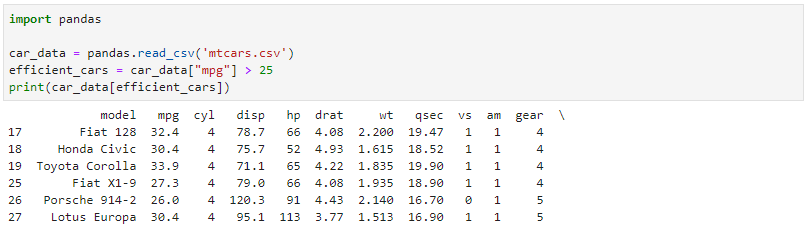 import pandas
car_data = pandas.read_csv('mtcars.csv')
efficient_cars = car_data["mpg"] > 25
print(car_data[efficient_cars])
model mpg cyl disp hp drat wt qsec vs am gear \
17 Fiat 128 32.4 4 78.7 66 4.08 2.200 19.47 1 1 4
18 Honda Civic 30.4 4 75.7 52 4.93 1.615 18.52 1 1 4
19 Toyota Corolla 33.9 4 71.1 65 4.22 1.835 19.90 1 1 4
25 Fiat X1-9 27.3 4 79.0 66 4.08 1.935 18.90 1 1 4
26 Porsche 914-2 26.0 4 120.3 91 4.43 2.140 16.70 0 1 5
27 Lotus Europa 30.4 4 95.1 113 3.77 1.513 16.90 1 1 5